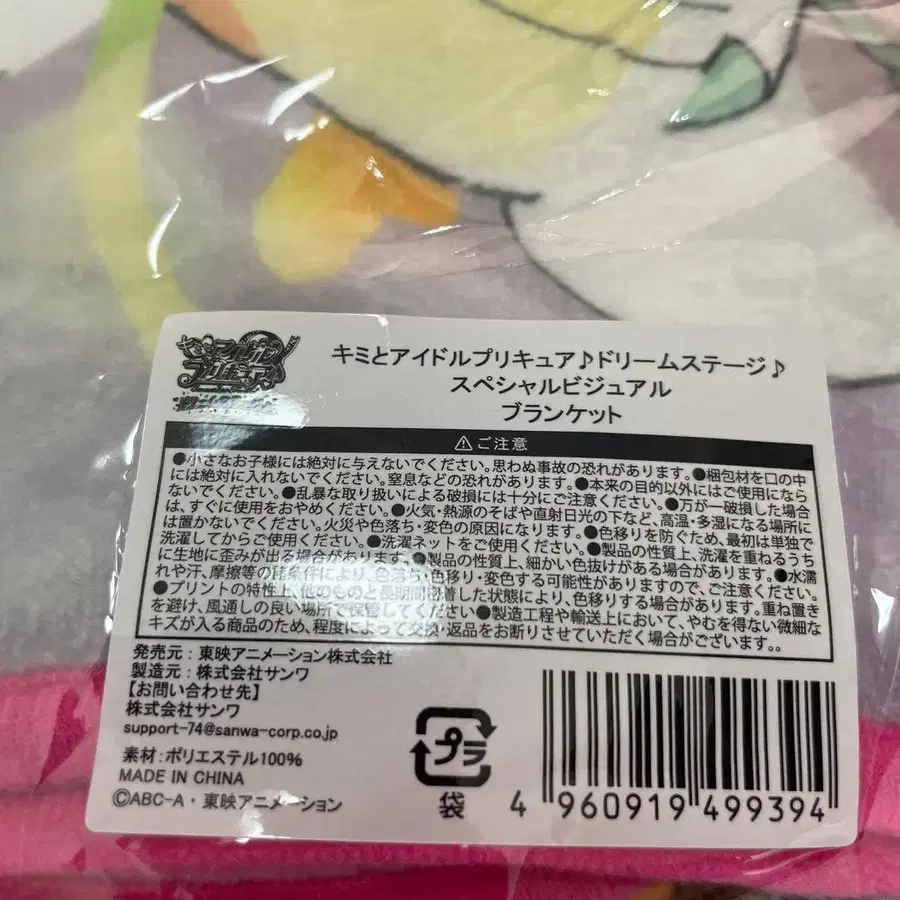 キミとアイドルプリキュア♪ドリームステージ♪
スペシャルビジュアル
ブランケット
⚠ご注意
●小さなお子様には絶対に与えないでください。思わぬ事故の恐れがあります。●梱包材を口の中
には絶対に入れないでください。窒息などの恐れがあります。●本来の目的以外にはご使用になら
ないでください。●乱暴な取り扱いによる破損には十分にご注意ください。●万が一破損した場合
は、すぐに使用をおやめください。●火気・熱源のそばや直射日光の下など、高温・多湿になる場所に
は置かないでください。火災や色落ち・変色の原因になります。●色移りを防ぐため、最初は単独で
洗濯してからご使用ください。●洗濯ネットをご使用ください。●製品の性質上、洗濯を重ねるうち
に生地に歪みが出る場合があります。●製品の性質上、細かい色抜けがある場合があります。●水濡
れや汗、摩擦等の諸条件により、色落ち・色移り・変色する可能性がありますので、ご注意ください。
●プリントの特性上、他のものと長期間密着した状態により、色移りする場合があります。重ね置き
を避け、風通しの良い場所で保管してください●製造工程や輸送上において、やむを得ない微細な
キズが入る商品のため、程度によって交換・返品をお断りさせていただく場合がございます。。
発売元：東映アニメーション株式会社
製造元：株式会社サンワ
【お問い合わせ先】
株式会社サンワ
support-74@sanwa-corp.co.jp
素材：ポリエステル100%
MADE IN CHINA
©ABC-A・東映アニメーション
プラ
袋
4 960919 499394